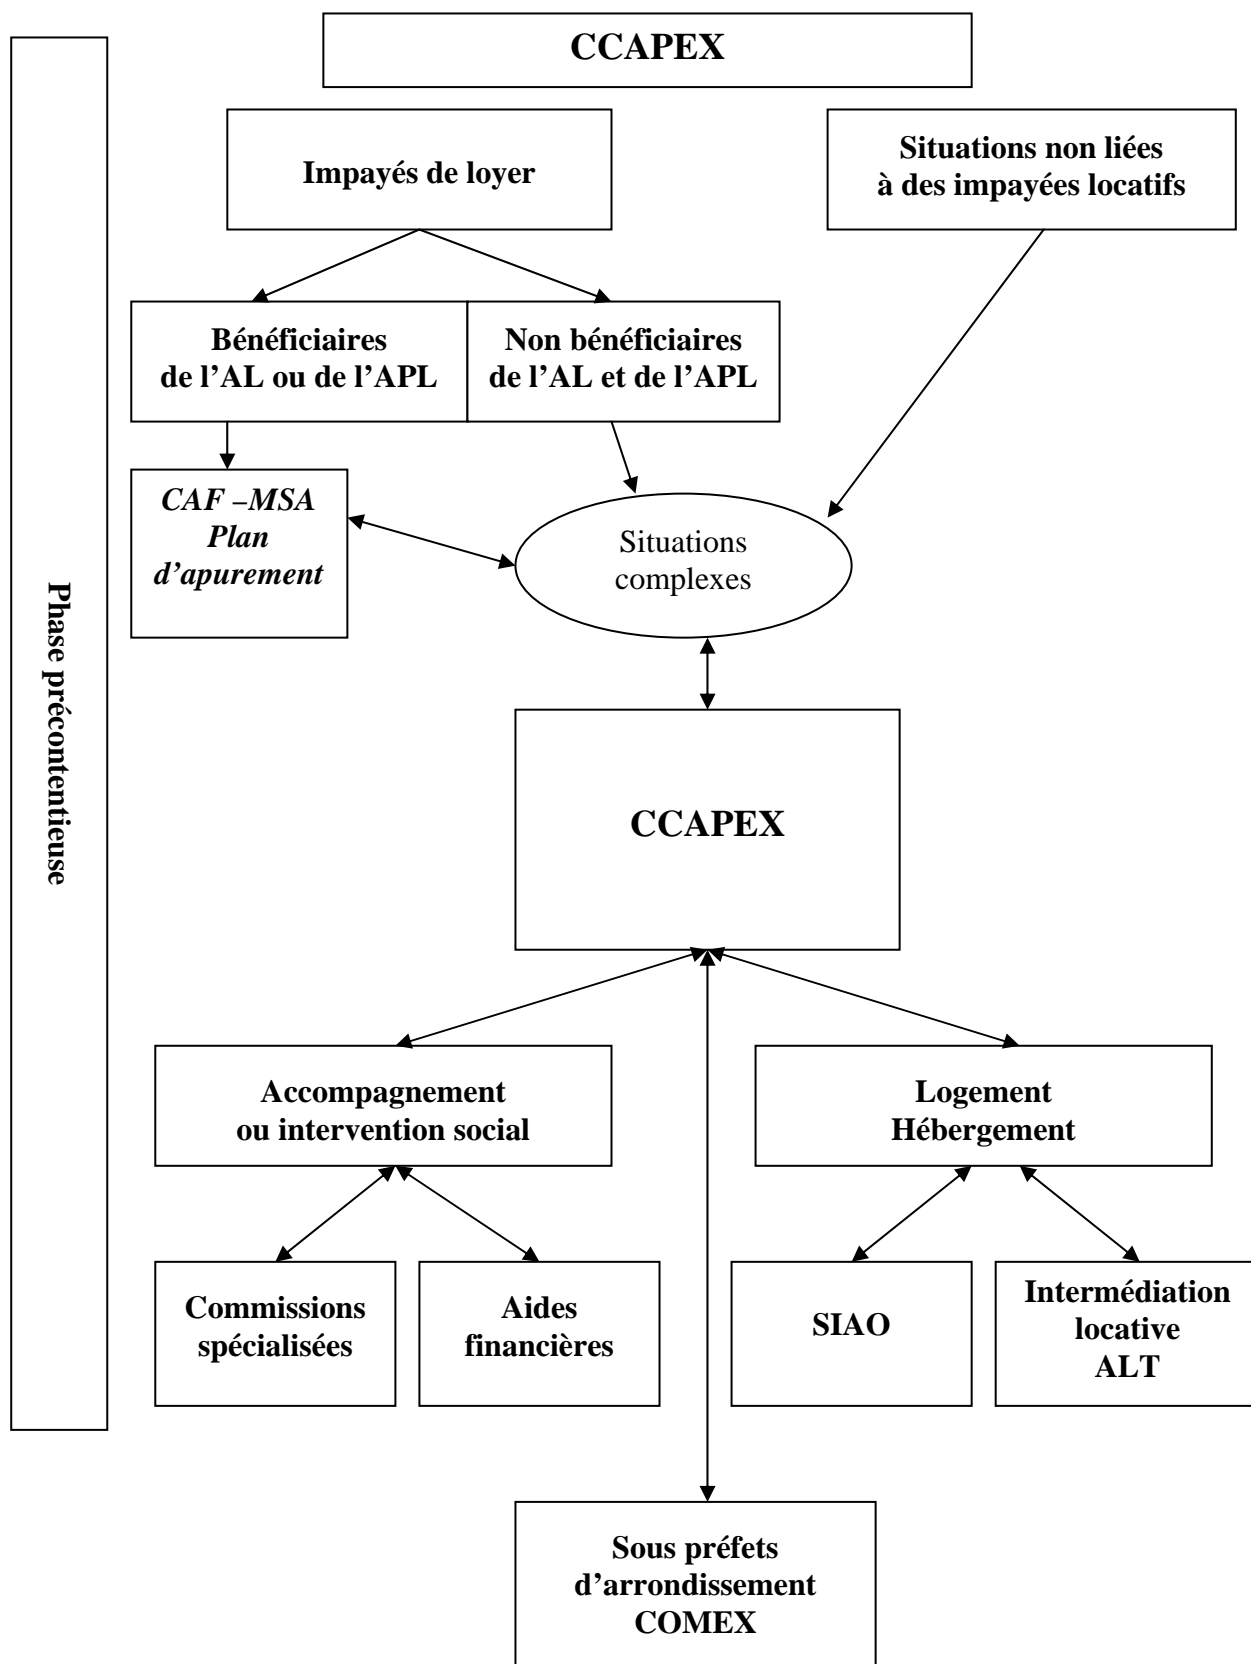 CCAPEX
Impayés de loyer
Situations non liées
à des impayées locatifs
Bénéficiaires
de l’AL ou de l’APL
Non bénéficiaires
de l’AL et de l’APL
CAF –MSA
Plan
d’apurement
Situations
complexes
Phase précontentieuse
CCAPEX
Accompagnement
ou intervention social
Logement
Hébergement
Commissions
spécialisées
Aides
financières
SIAO
Intermédiation
locative
ALT
Sous préfets
d’arrondissement
COMEX